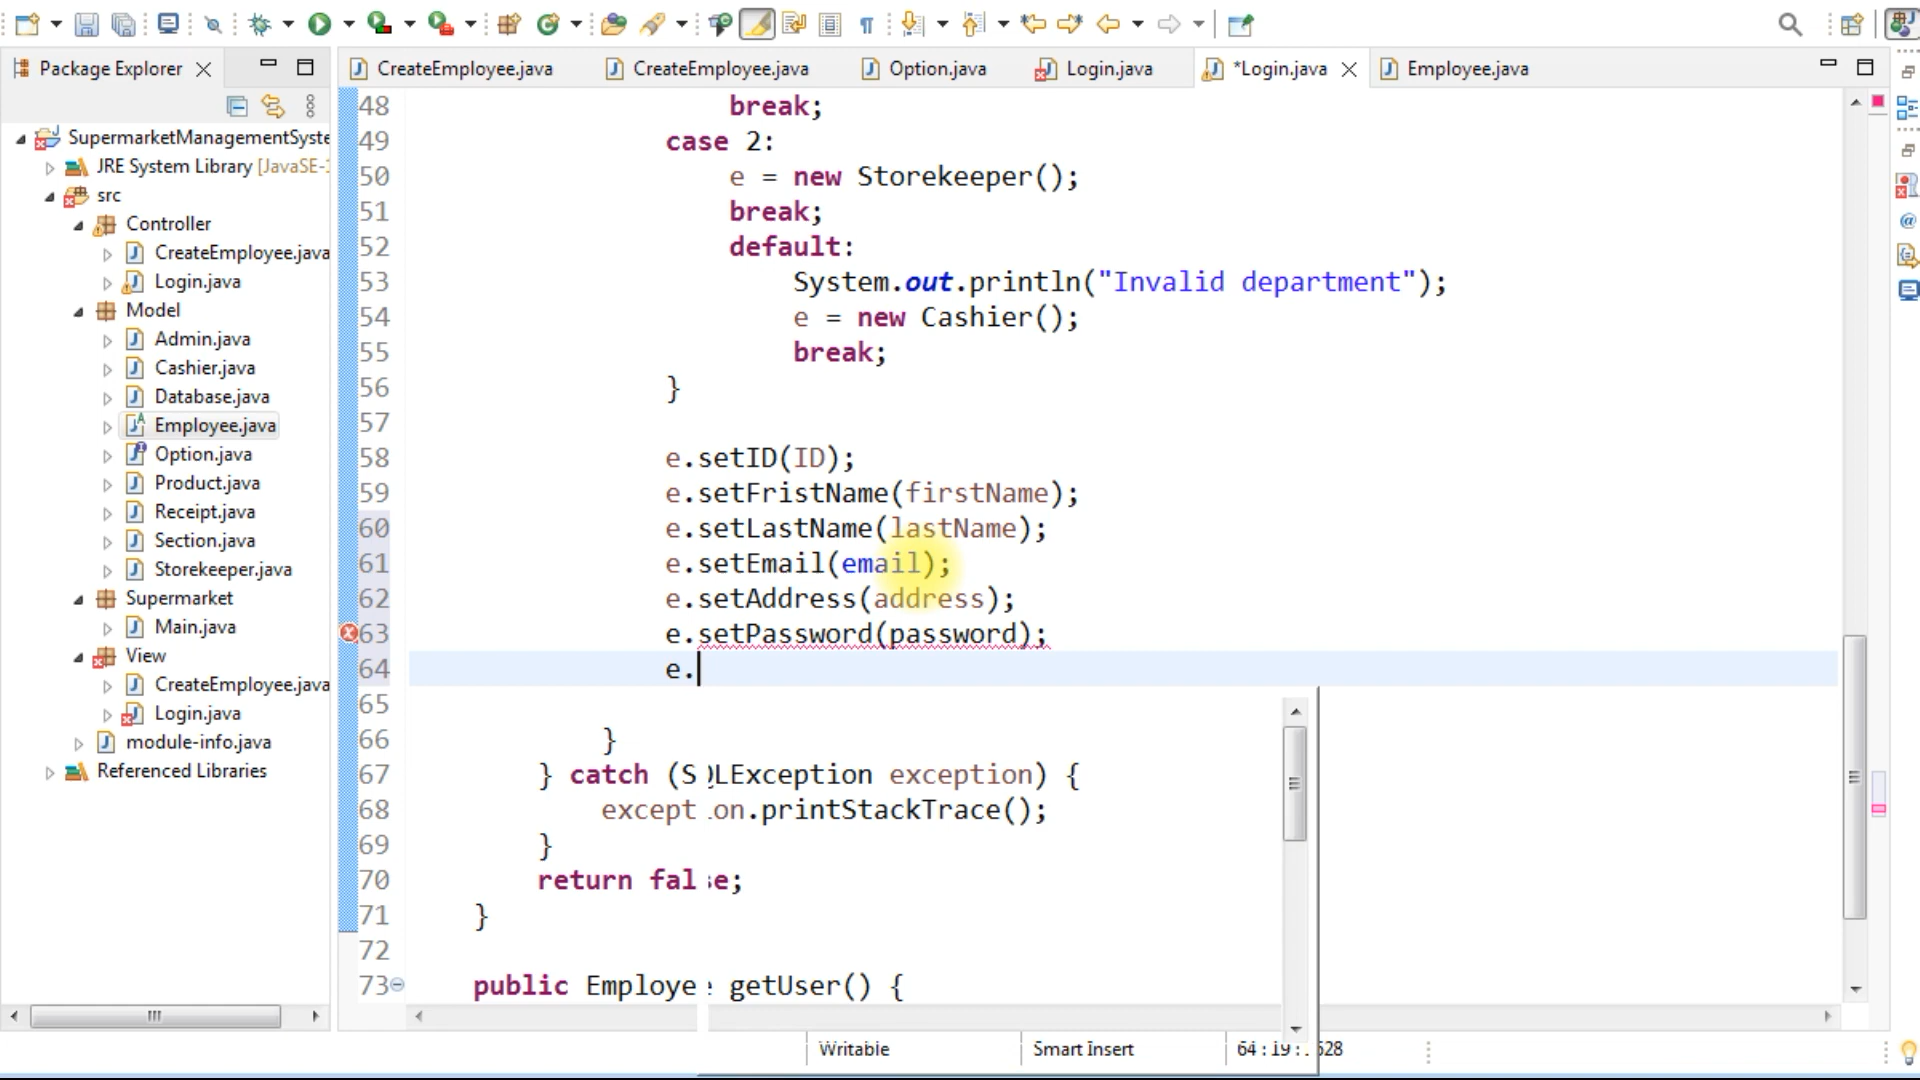 Package Explorer
CreateEmployee.java
CreateEmployee.java
Option.java
Login.java
*Login.java
Employee.java
SupermarketManagementSyste
JRE System Library [JavaSE-
src
Controller
CreateEmployee.java
Login.java
Model
Admin.java
Cashier.java
Database.java
Employee.java
Option.java
Product.java
Receipt.java
Section.java
Storekeeper.java
Supermarket
Main.java
View
CreateEmployee.java
Login.java
module-info.java
Referenced Libraries
48 break;
49 case 2:
50 e = new Storekeeper();
51 break;
52 default:
53 System.out.println("Invalid department");
54 e = new Cashier();
55 break;
56 }
57
58 e.setID(ID);
59 e.setFristName(firstName);
60 e.setLastName(lastName);
61 e.setEmail(email);
62 e.setAddress(address);
63 e.setPassword(password);
64 e.
65
66 }
67 } catch (SQLException exception) {
68 exception.printStackTrace();
69 }
70 return false;
71 }
72
73 public Employee getUser() {
Writable
Smart Insert